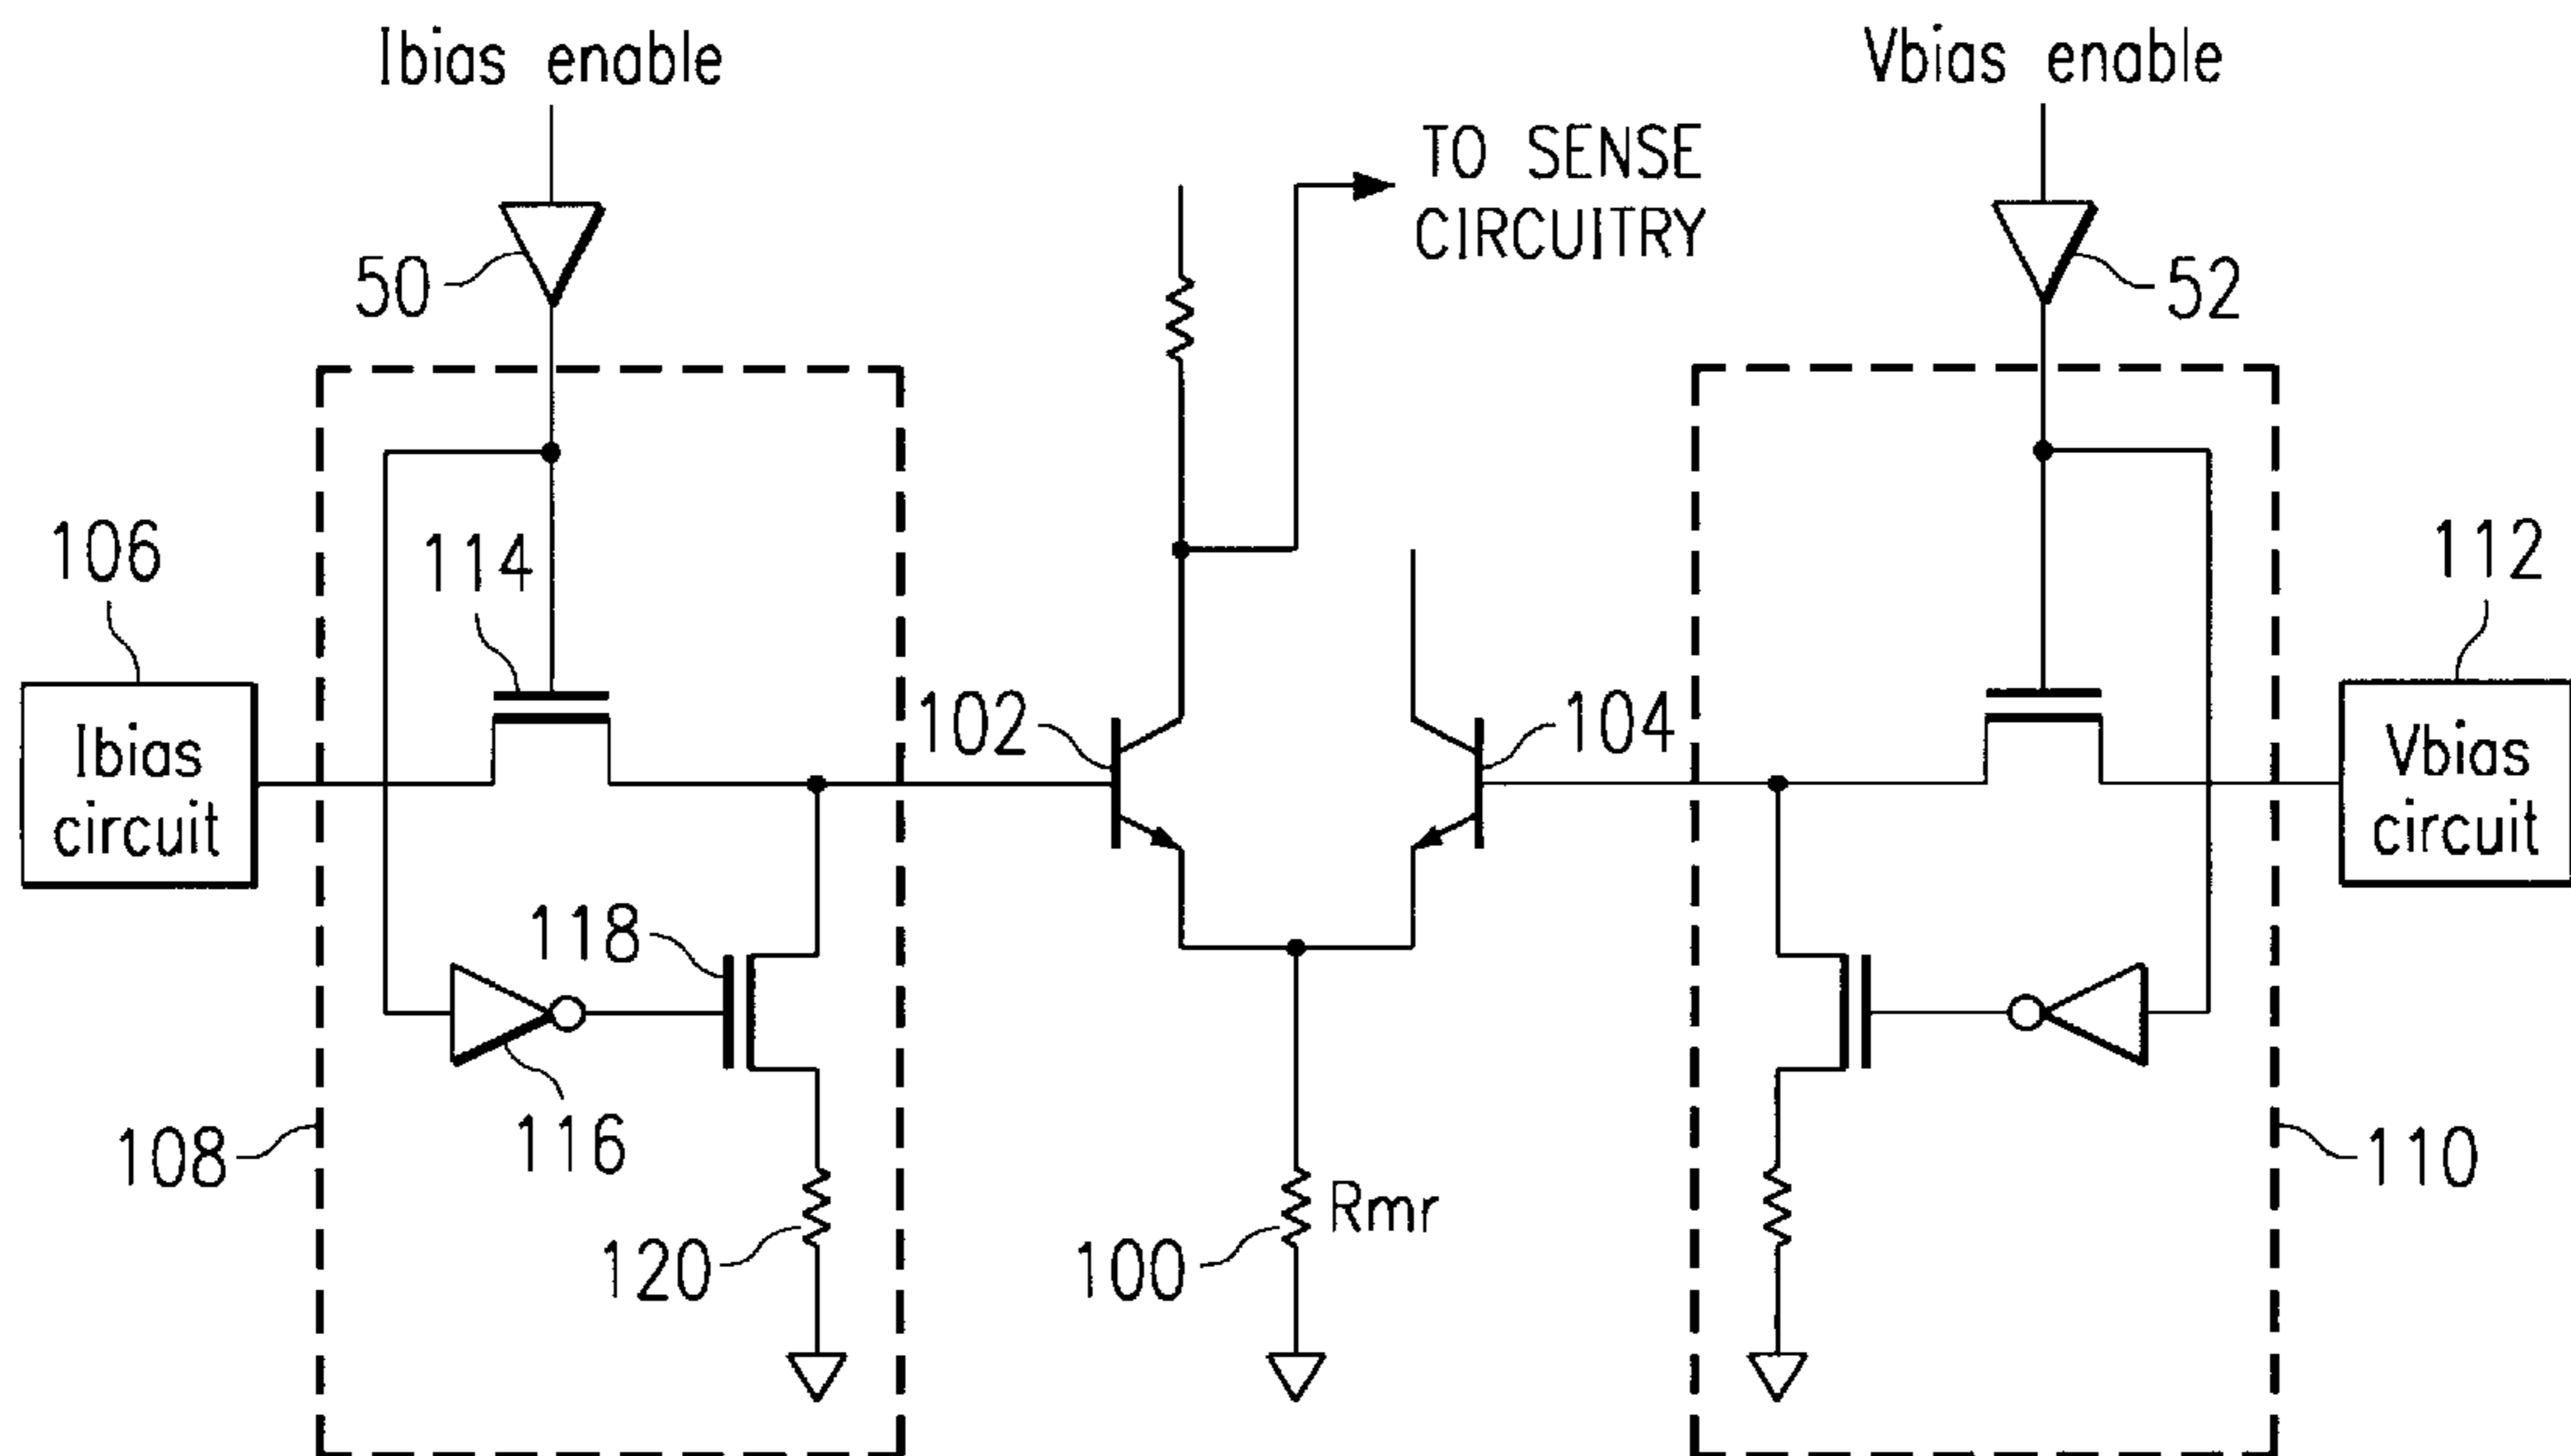 Ibias enable
Vbias enable
TO SENSE
CIRCUITRY
50
52
106
114
112
102
104
Ibias
circuit
Vbias
circuit
118
108
116
110
120
100
Rmr